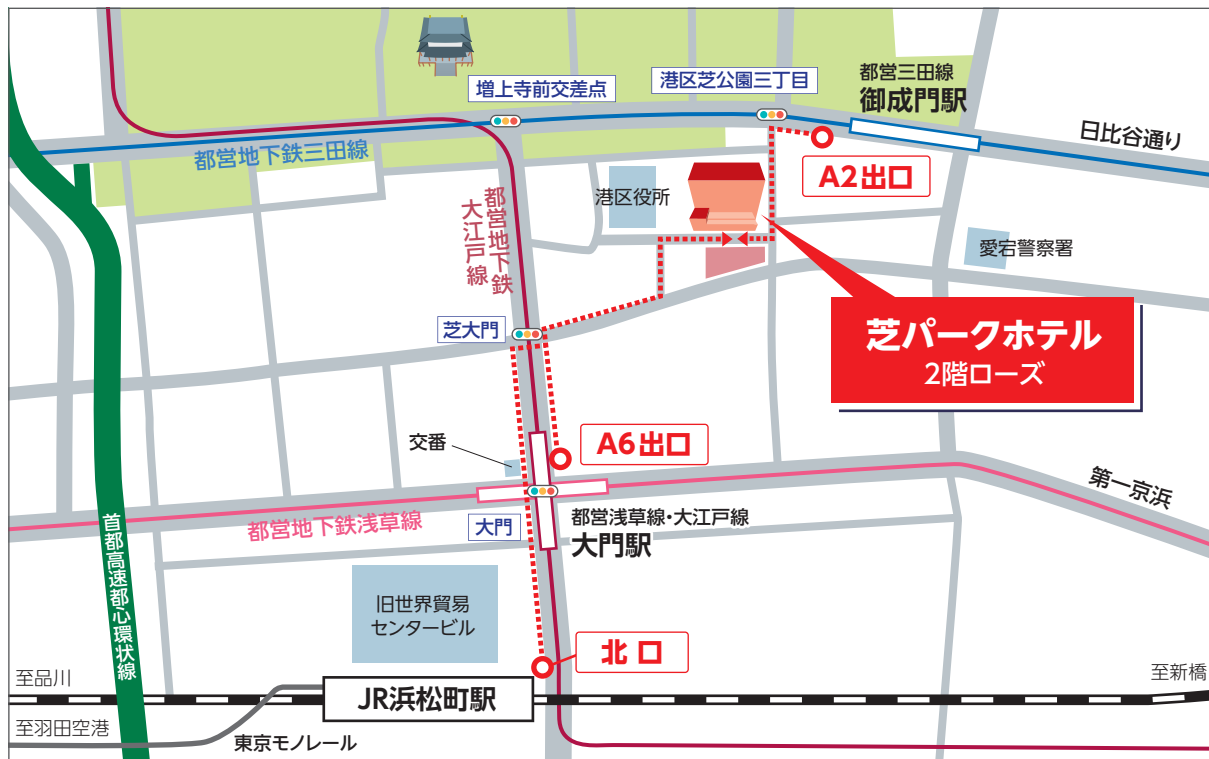 増上寺前交差点
港区芝公園三丁目
都営三田線
御成門駅
日比谷通り
都営地下鉄三田線
A2出口
港区役所
都営地下鉄
大江戸線
愛宕警察署
芝大門
芝パークホテル
2階ローズ
交番
A6出口
第一京浜
都営地下鉄浅草線
大門
都営浅草線・大江戸線
大門駅
首都高速都心環状線
旧世界貿易
センタービル
北口
至品川
至新橋
JR浜松町駅
至羽田空港
東京モノレール